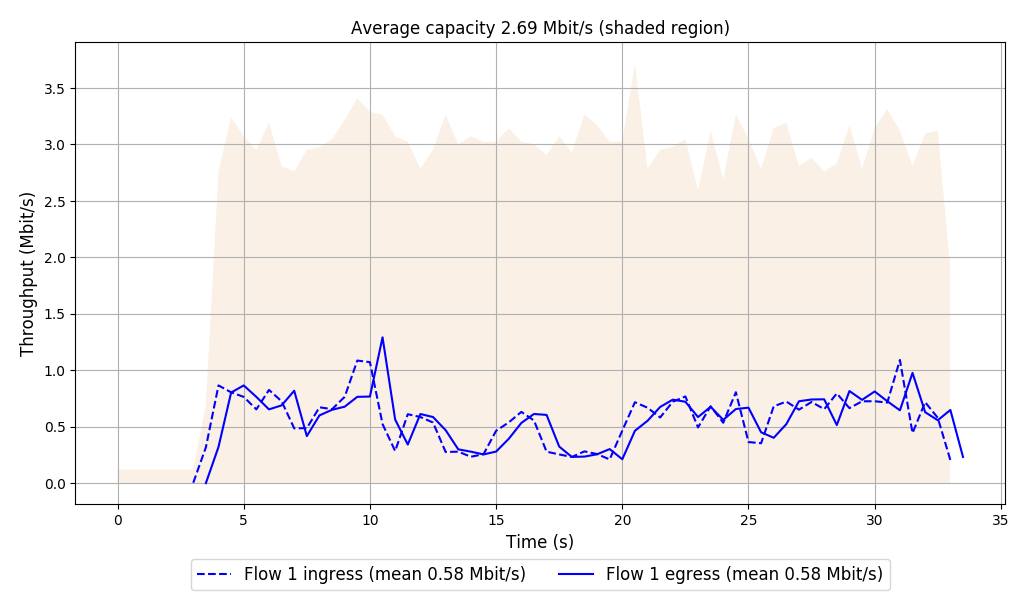 Average capacity 2.69 Mbit/s (shaded region)
Throughput (Mbit/s)
3.5
3.0
2.5
2.0
1.5
1.0
0.5
0.0
0 5 10 15 20 25 30 35
Time (s)
Flow 1 ingress (mean 0.58 Mbit/s) Flow 1 egress (mean 0.58 Mbit/s)